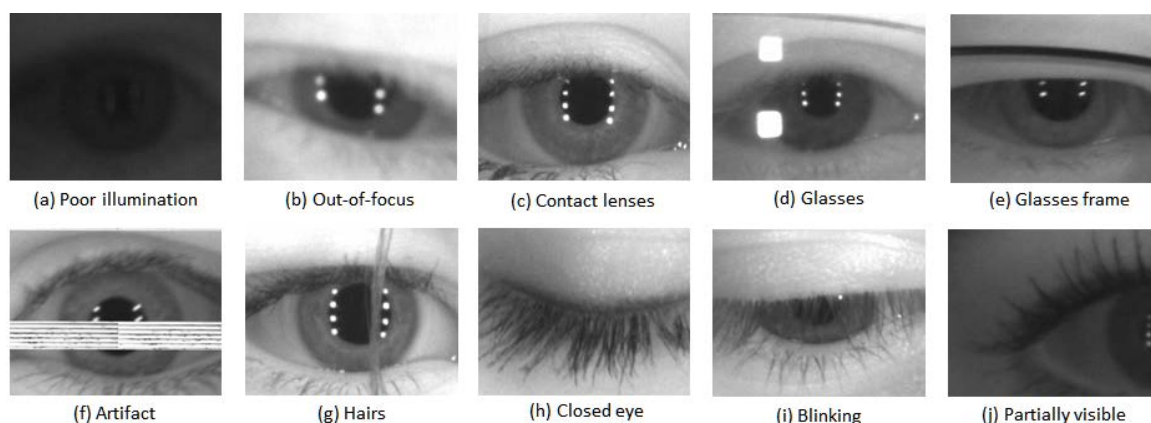 (a) Poor illumination
(b) Out-of-focus
(c) Contact lenses
(d) Glasses
(e) Glasses frame
(f) Artifact
(g) Hairs
(h) Closed eye
(i) Blinking
(j) Partially visible